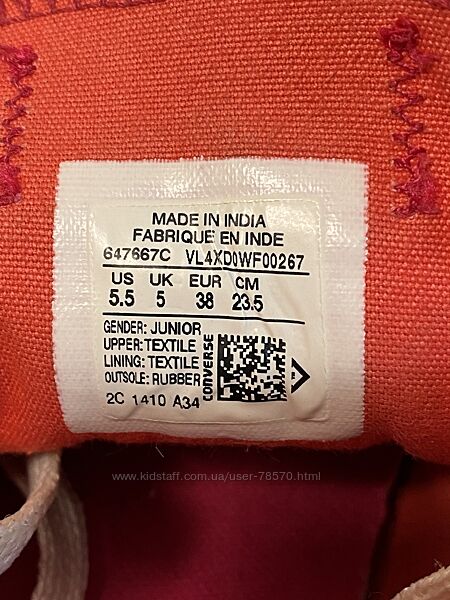 MADE IN INDIA
FABRIQUE EN INDE
647667C VL4XD0WF00267
US UK EUR CM
5.5 5 38 23.5
GENDER: JUNIOR
UPPER: TEXTILE
LINING: TEXTILE
OUTSOLE: RUBBER
2C 1410 A34
CONVERSE
www.kidstaff.com.ua/user-78570.html